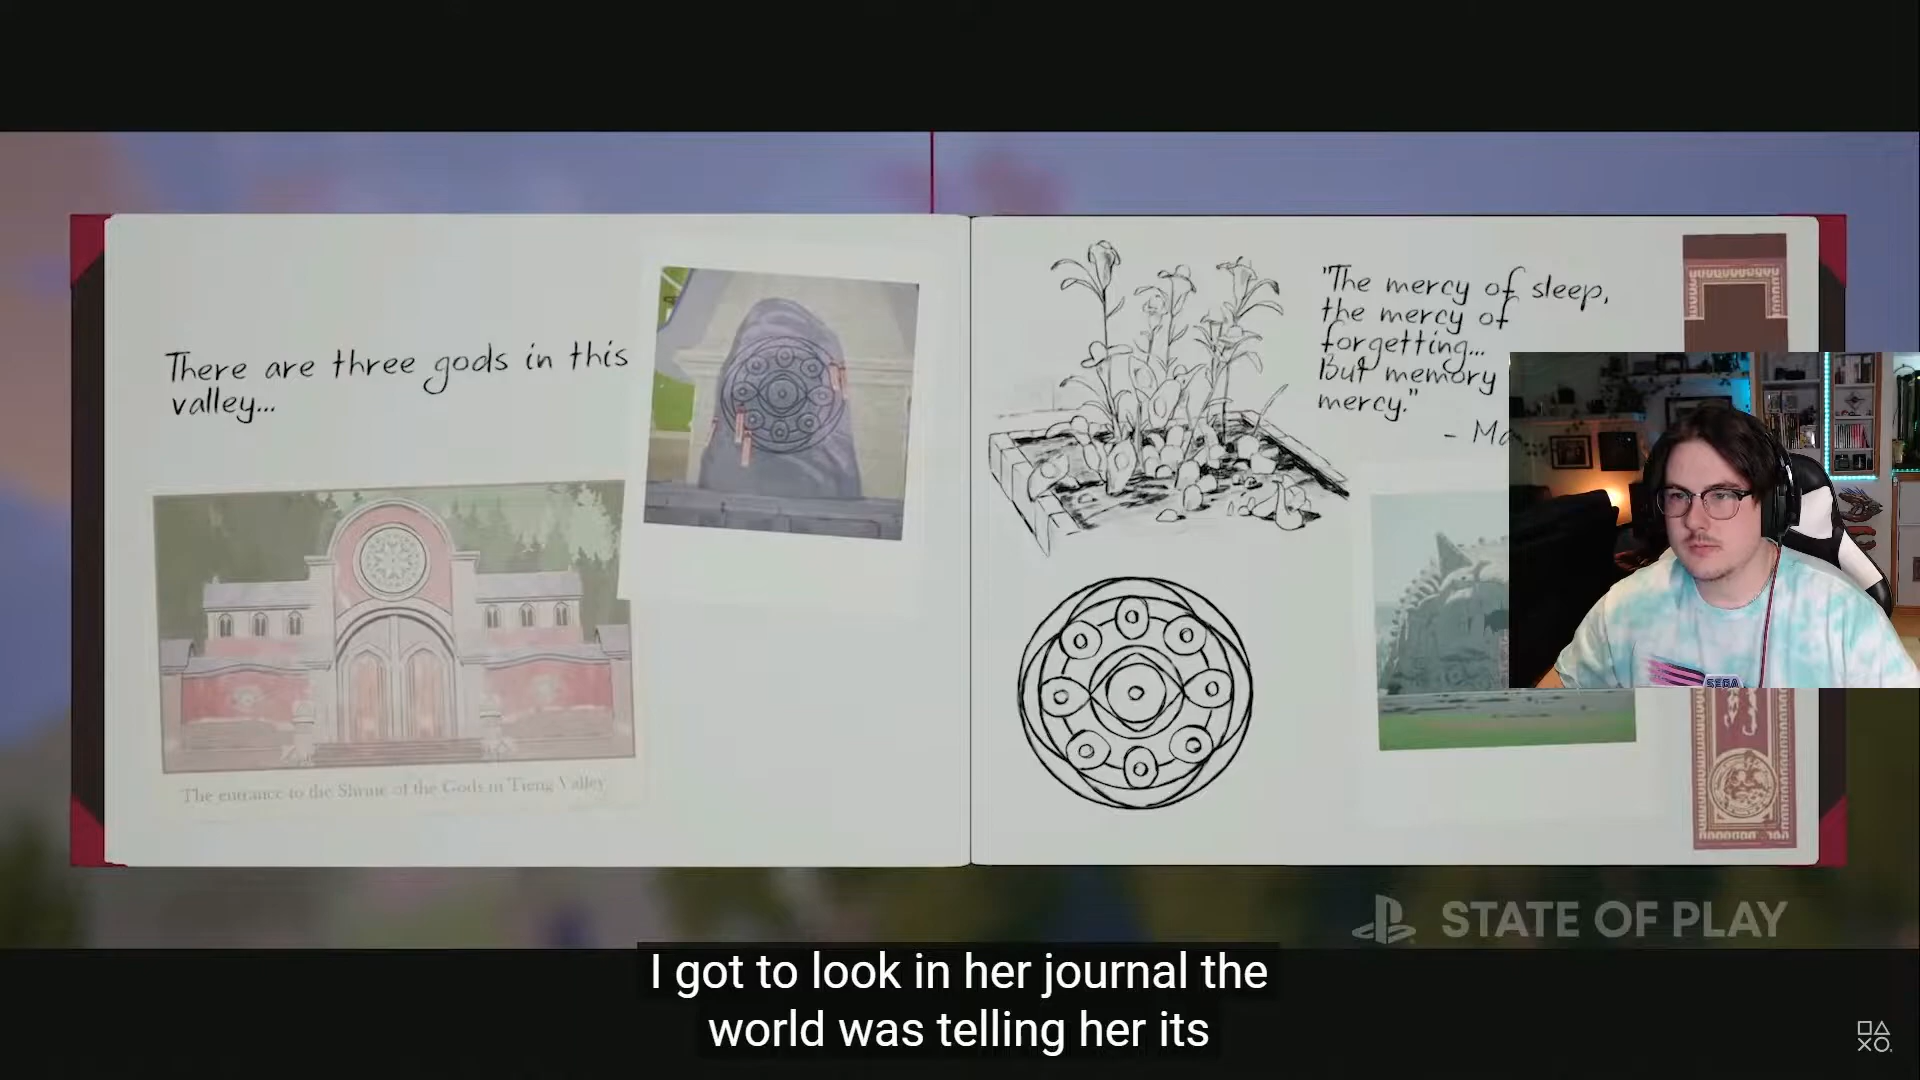 There are three gods in this
valley...
The entrance to the Shrine of the Gods in Tieng Valley
"The mercy of sleep,
the mercy of
forgetting...
But memory
mercy."
SEGA
STATE OF PLAY
I got to look in her journal the
world was telling her its